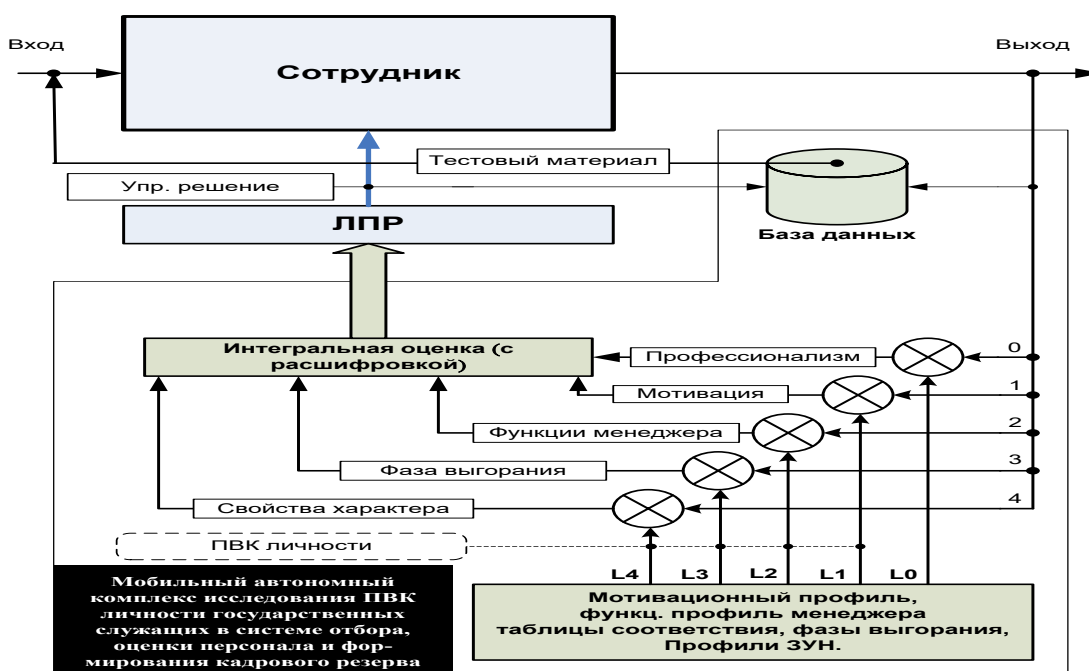 Вход
Выход
Сотрудник
Тестовый материал
Упр. решение
ЛПР
База данных
Интегральная оценка (с
расшифровкой)
Профессионализм
0
Мотивация
1
Функции менеджера
2
Фаза выгорания
3
Свойства характера
4
ПВК личности
L4
L3
L2
L1
L0
Мобильный автономный
комплекс исследования ПВК
личности государственных
служащих в системе отбора,
оценки персонала и фор-
мирования кадрового резерва
Мотивационный профиль,
функц. профиль менеджера
таблицы соответствия, фазы выгорания,
Профили ЗУН.